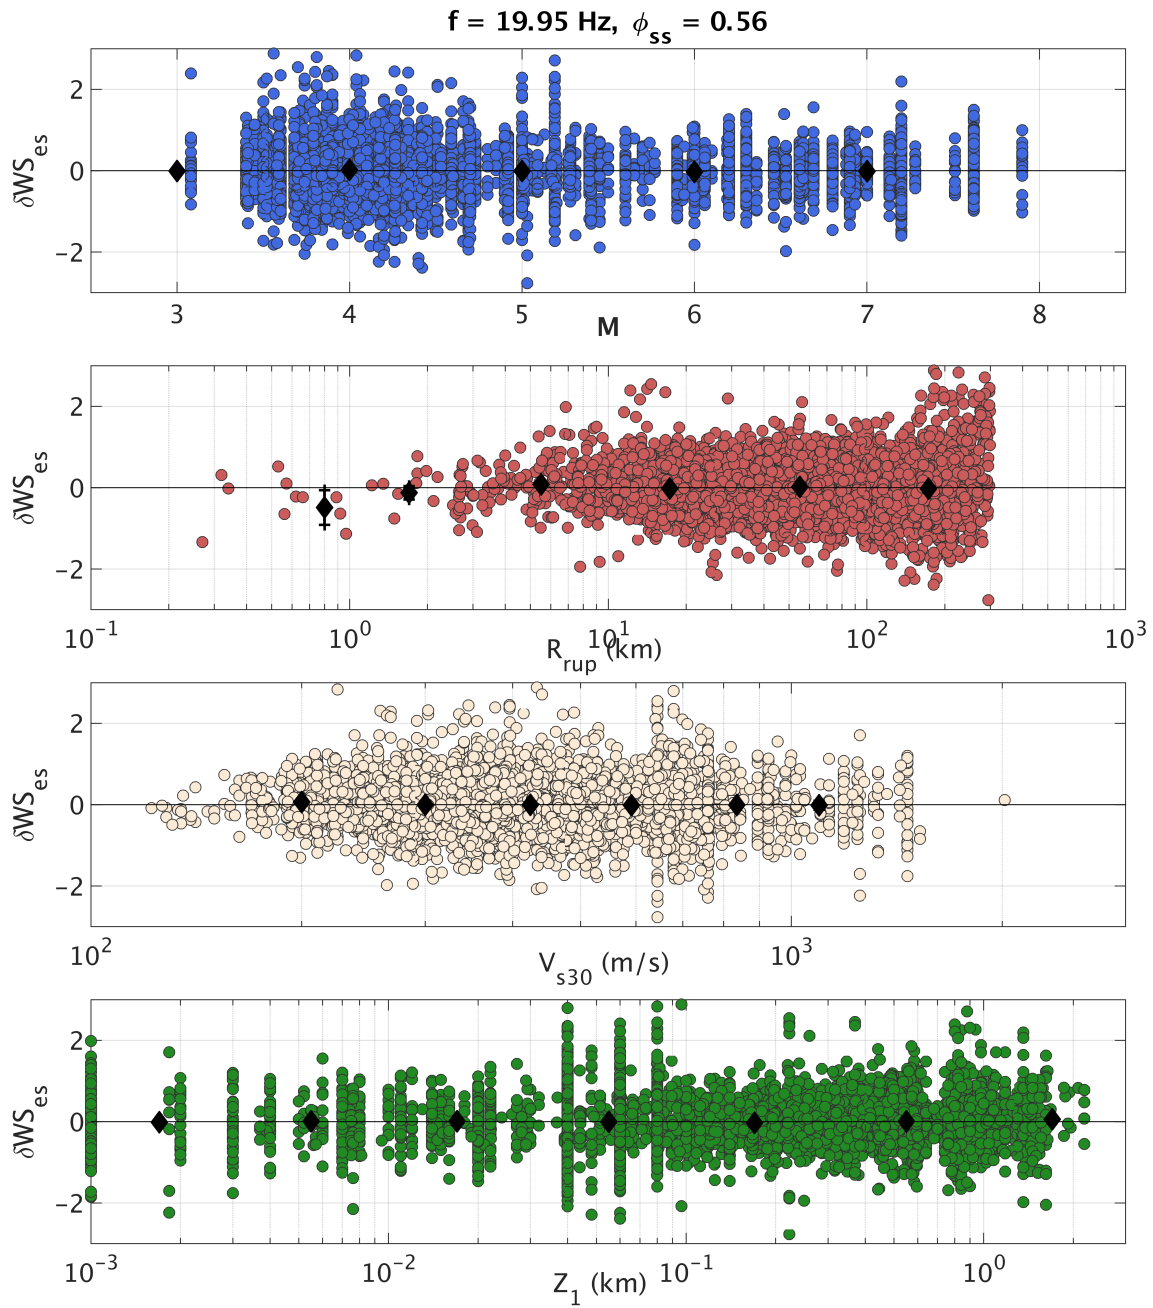 f = 19.95 Hz, ϕss = 0.56
δWSes
2
0
−2
3 4 5 6 7 8
M
δWSes
2
0
−2
10⁻¹ 10⁰ 10¹ 10² 10³
Rrup (km)
δWSes
2
0
−2
10² 10³
Vs30 (m/s)
δWSes
2
0
−2
10⁻³ 10⁻² 10⁻¹ 10⁰
Z1 (km)